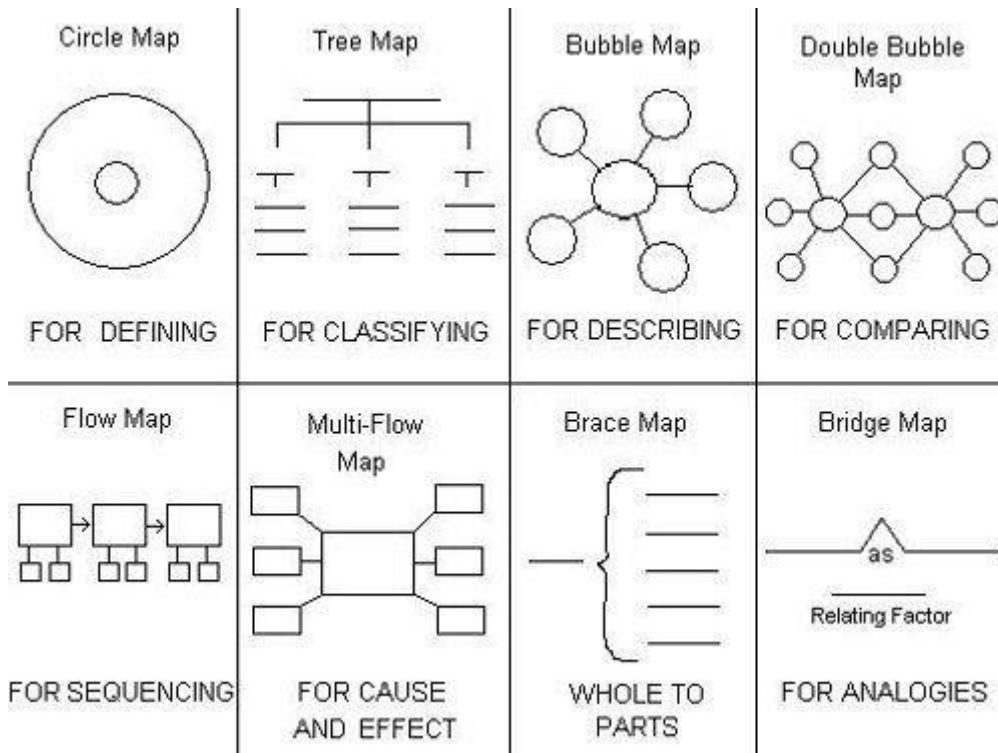 Circle Map
FOR DEFINING
Tree Map
FOR CLASSIFYING
Bubble Map
FOR DESCRIBING
Double Bubble
Map
FOR COMPARING
Flow Map
FOR SEQUENCING
Multi-Flow
Map
FOR CAUSE
AND EFFECT
Brace Map
WHOLE TO
PARTS
Bridge Map
as
Relating Factor
FOR ANALOGIES